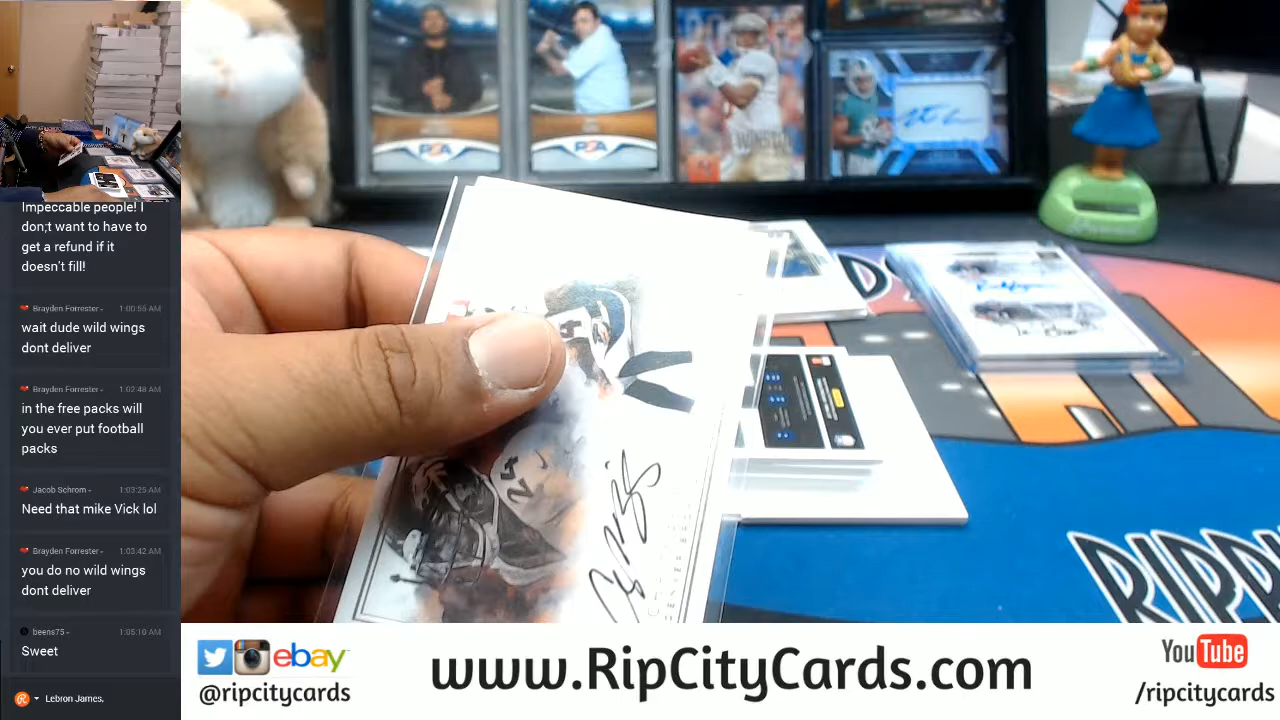 Impeccable people! I
don,;t want to have to
get a refund if it
doesn't fill!
Brayden Forrester- 1:00:55 AM
wait dude wild wings
dont deliver
Brayden Forrester- 1:02:48 AM
in the free packs will
you ever put football
packs
Jacob Schrom- 1:03:25 AM
Need that mike Vick lol
Brayden Forrester- 1:03:42 AM
you do no wild wings
dont deliver
beens75- 1:05:10 AM
Sweet
Lebron James,
ebay
@ripcitycards
www.RipCityCards.com
YouTube
/ripcitycards